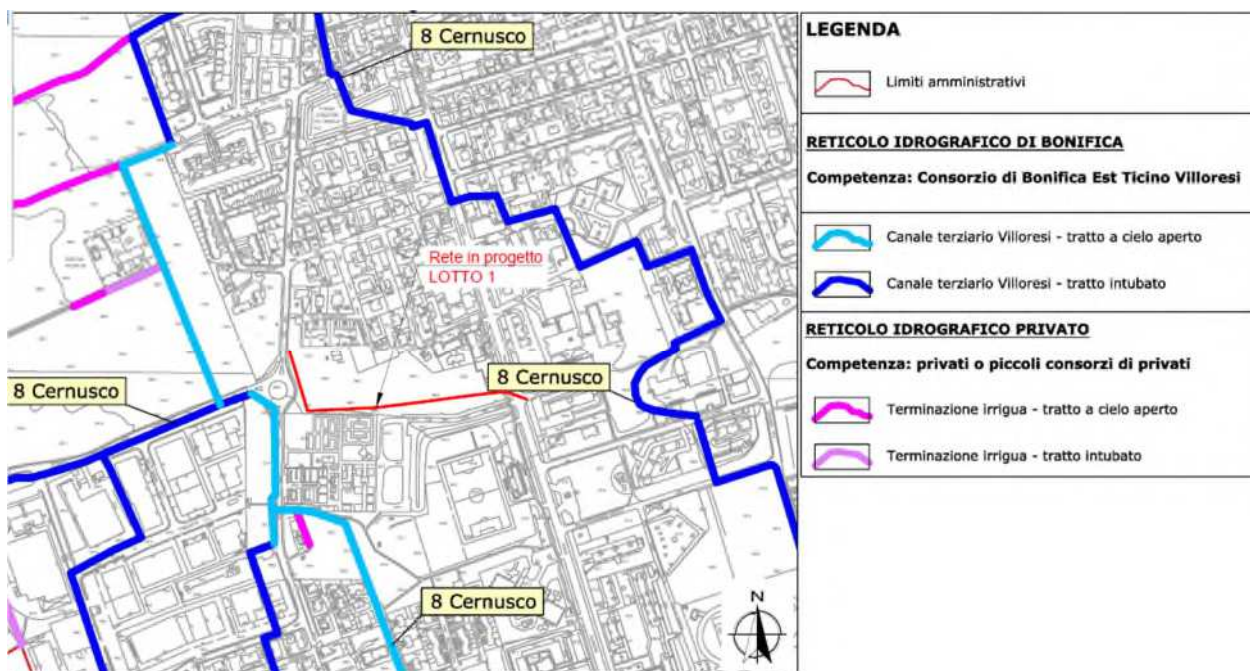 8 Cernusco
Rete in progetto
LOTTO 1
8 Cernusco
8 Cernusco
8 Cernusco
N
LEGENDA
Limiti amministrativi
RETICOLO IDROGRAFICO DI BONIFICA
Competenza: Consorzio di Bonifica Est Ticino Villoresi
Canale terziario Villoresi - tratto a cielo aperto
Canale terziario Villoresi - tratto intubato
RETICOLO IDROGRAFICO PRIVATO
Competenza: privati o piccoli consorzi di privati
Terminazione irrigua - tratto a cielo aperto
Terminazione irrigua - tratto intubato